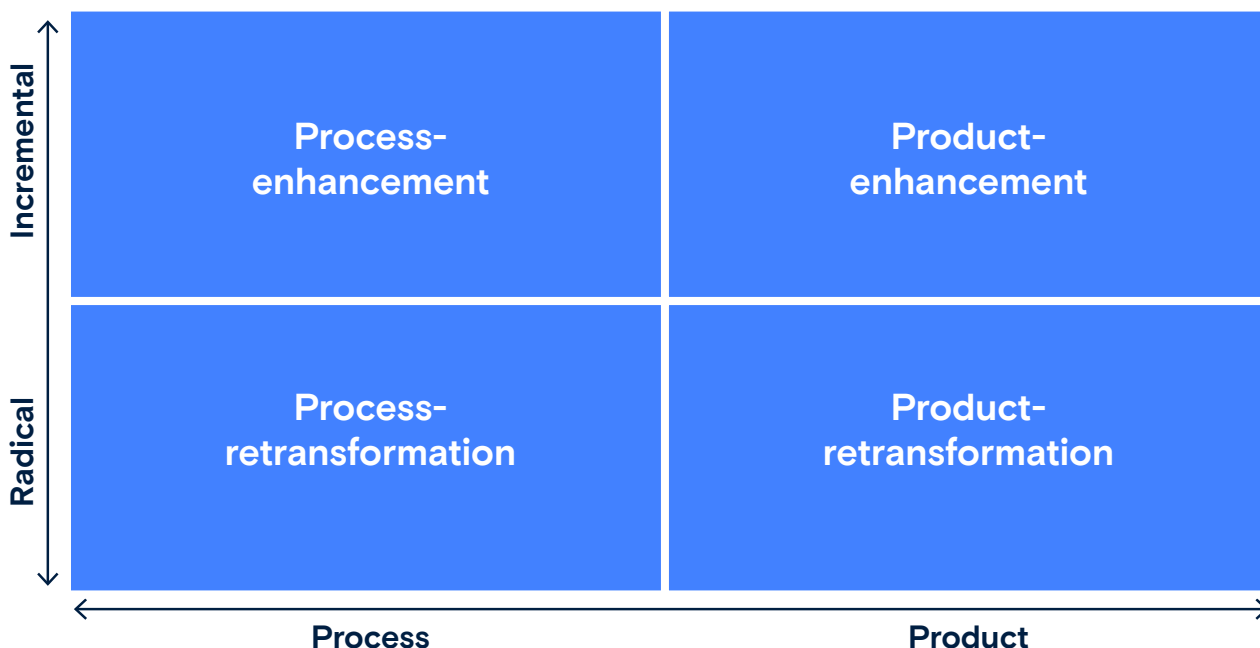 Incremental
Process-
enhancement
Product-
enhancement
Radical
Process-
retransformation
Product-
retransformation
Process
Product